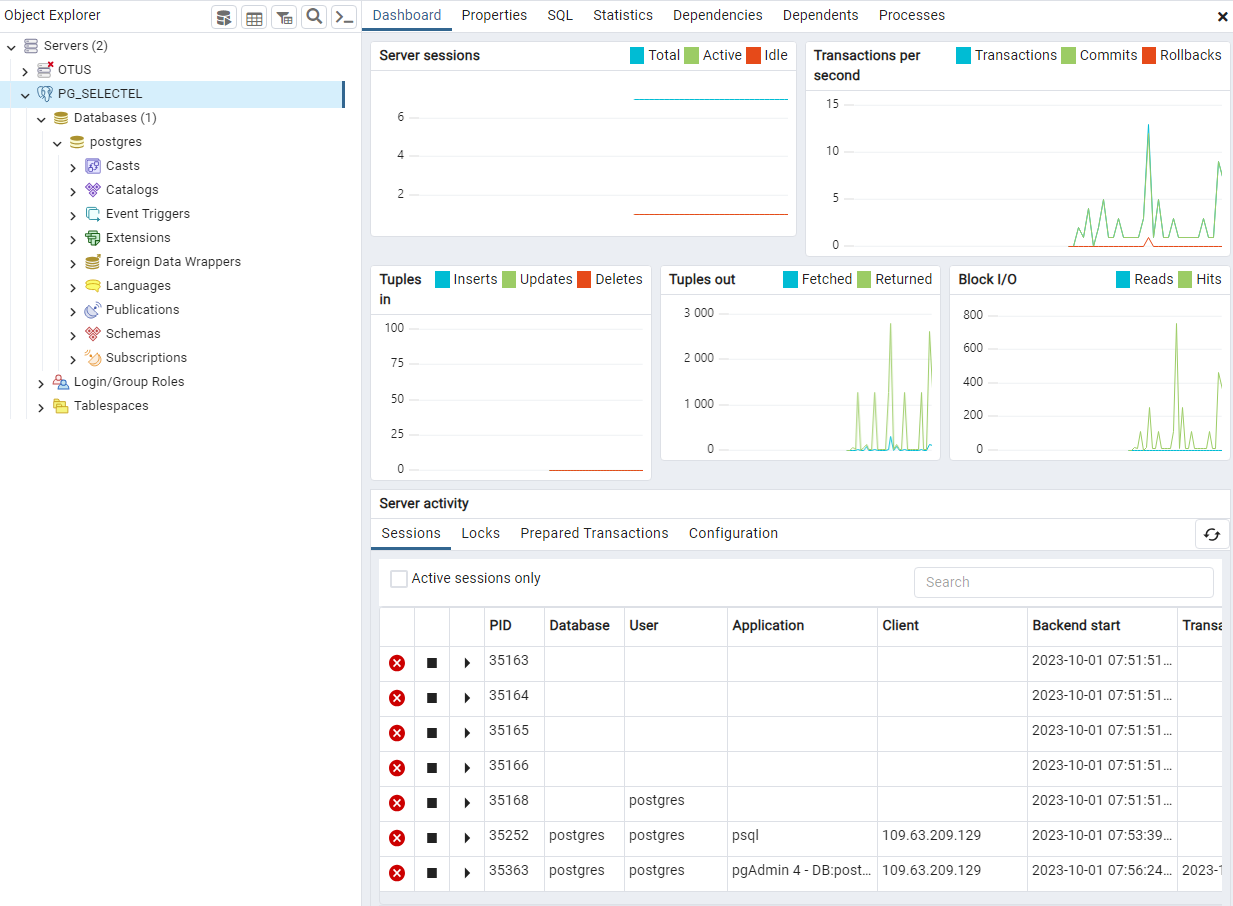 Object Explorer
Dashboard Properties SQL Statistics Dependencies Dependents Processes
Servers (2)
OTUS
PG_SELECTEL
Databases (1)
postgres
Casts
Catalogs
Event Triggers
Extensions
Foreign Data Wrappers
Languages
Publications
Schemas
Subscriptions
Login/Group Roles
Tablespaces
Server sessions
Total Active Idle
6
4
2
Transactions per
second
Transactions Commits Rollbacks
15
10
5
0
Tuples
in
Inserts Updates Deletes
100
75
50
25
0
Tuples out
Fetched Returned
3 000
2 000
1 000
0
Block I/O
Reads Hits
800
600
400
200
0
Server activity
Sessions Locks Prepared Transactions Configuration
Active sessions only
Search
PID Database User Application Client Backend start Transa
35163 2023-10-01 07:51:51...
35164 2023-10-01 07:51:51...
35165 2023-10-01 07:51:51...
35166 2023-10-01 07:51:51...
35168 postgres 2023-10-01 07:51:51...
35252 postgres postgres psql 109.63.209.129 2023-10-01 07:53:39...
35363 postgres postgres pgAdmin 4 - DB:post... 109.63.209.129 2023-10-01 07:56:24... 2023-1